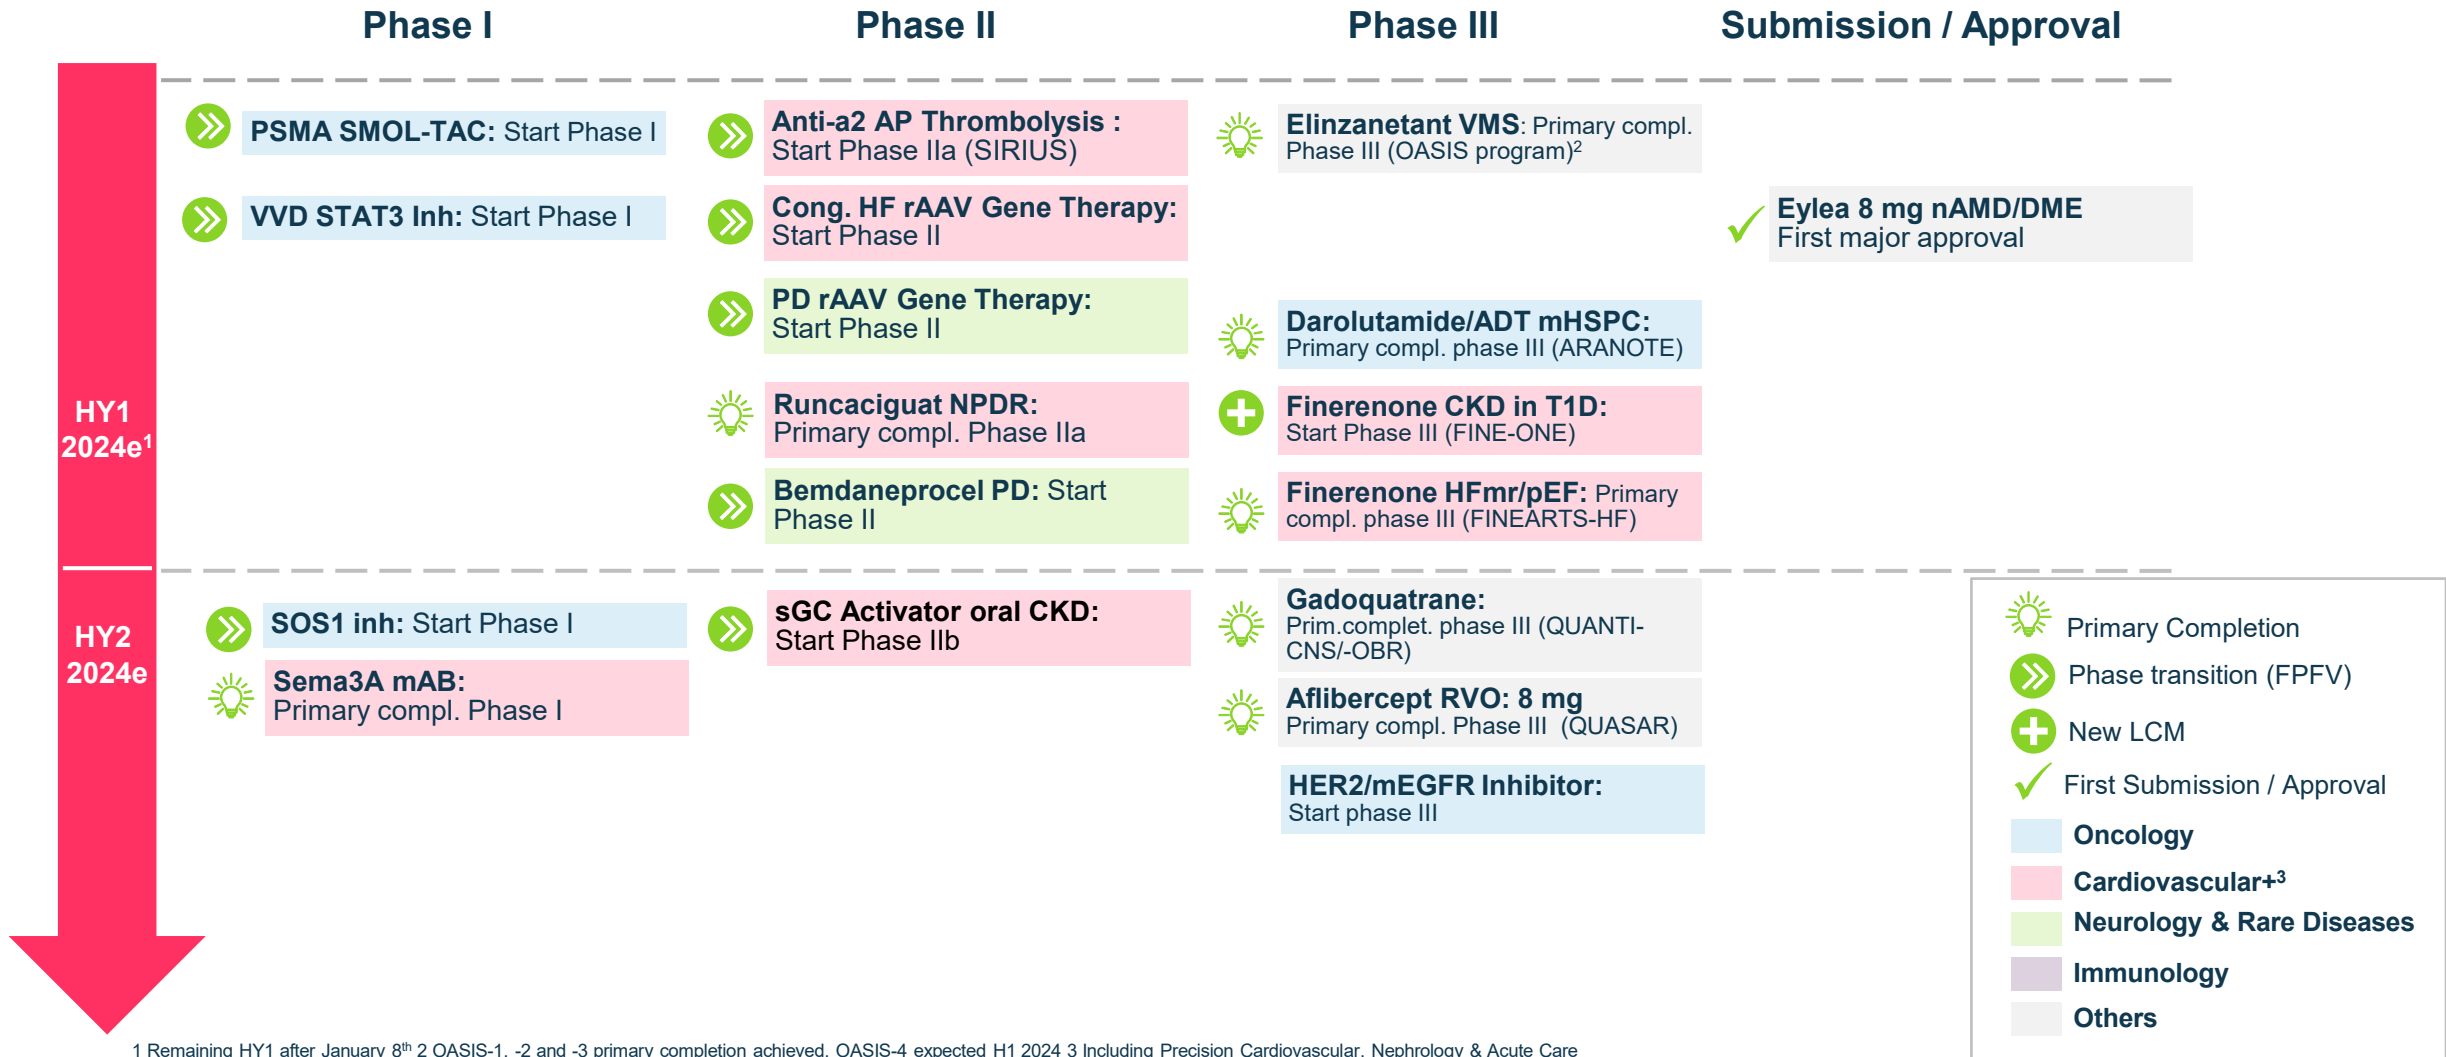 Phase I
Phase II
Phase III
Submission / Approval
HY1
2024e1
PSMA SMOL-TAC: Start Phase I
VVD STAT3 Inh: Start Phase I
Anti-a2 AP Thrombolysis :
Start Phase IIa (SIRIUS)
Cong. HF rAAV Gene Therapy:
Start Phase II
PD rAAV Gene Therapy:
Start Phase II
Runcaciguat NPDR:
Primary compl. Phase IIa
Bemdaneprocel PD: Start
Phase II
Elinzanetant VMS: Primary compl.
Phase III (OASIS program)2
Darolutamide/ADT mHSPC:
Primary compl. phase III (ARANOTE)
Finerenone CKD in T1D:
Start Phase III (FINE-ONE)
Finerenone HFmr/pEF: Primary
compl. phase III (FINEARTS-HF)
Eylea 8 mg nAMD/DME
First major approval
HY2
2024e
SOS1 inh: Start Phase I
Sema3A mAB:
Primary compl. Phase I
sGC Activator oral CKD:
Start Phase IIb
Gadoquatrane:
Prim.complet. phase III (QUANTI-
CNS/-OBR)
Aflibercept RVO: 8 mg
Primary compl. Phase III (QUASAR)
HER2/mEGFR Inhibitor:
Start phase III
Primary Completion
Phase transition (FPFV)
New LCM
First Submission / Approval
Oncology
Cardiovascular+3
Neurology & Rare Diseases
Immunology
Others
1 Remaining HY1 after January 8th 2 OASIS-1, -2 and -3 primary completion achieved, OASIS-4 expected H1 2024 3 Including Precision Cardiovascular, Nephrology & Acute Care